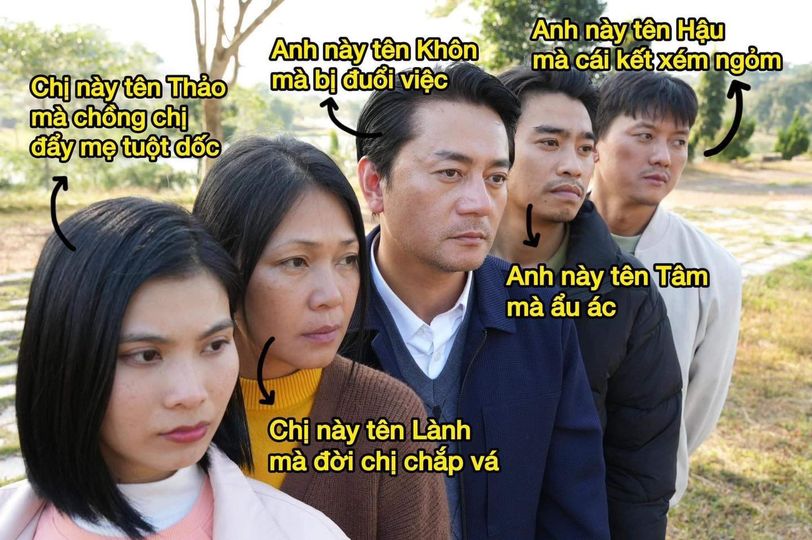 Chị này tên Thảo
mà chồng chị
đẩy mẹ tuột dốc
Anh này tên Khôn
mà bị đuổi việc
Anh này tên Hậu
mà cái kết xém ngỏm
Anh này tên Tâm
mà ẩu ác
Chị này tên Lành
mà đời chị chắp vá